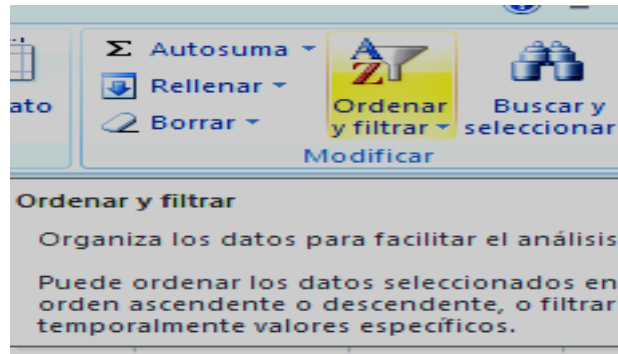 Σ Autosuma
Rellenar
Borrar
ato
Ordenar
y filtrar
Buscar y
seleccionar
Modificar
Ordenar y filtrar
Organiza los datos para facilitar el análisis
Puede ordenar los datos seleccionados en
orden ascendente o descendente, o filtrar
temporalmente valores específicos.